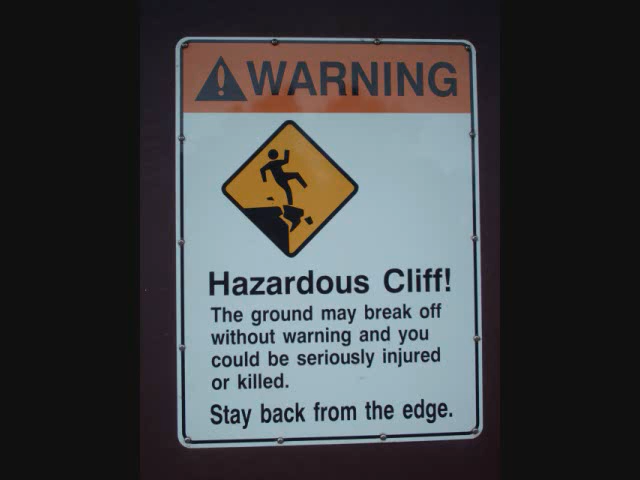 WARNING
Hazardous Cliff!
The ground may break off
without warning and you
could be seriously injured
or killed.
Stay back from the edge.